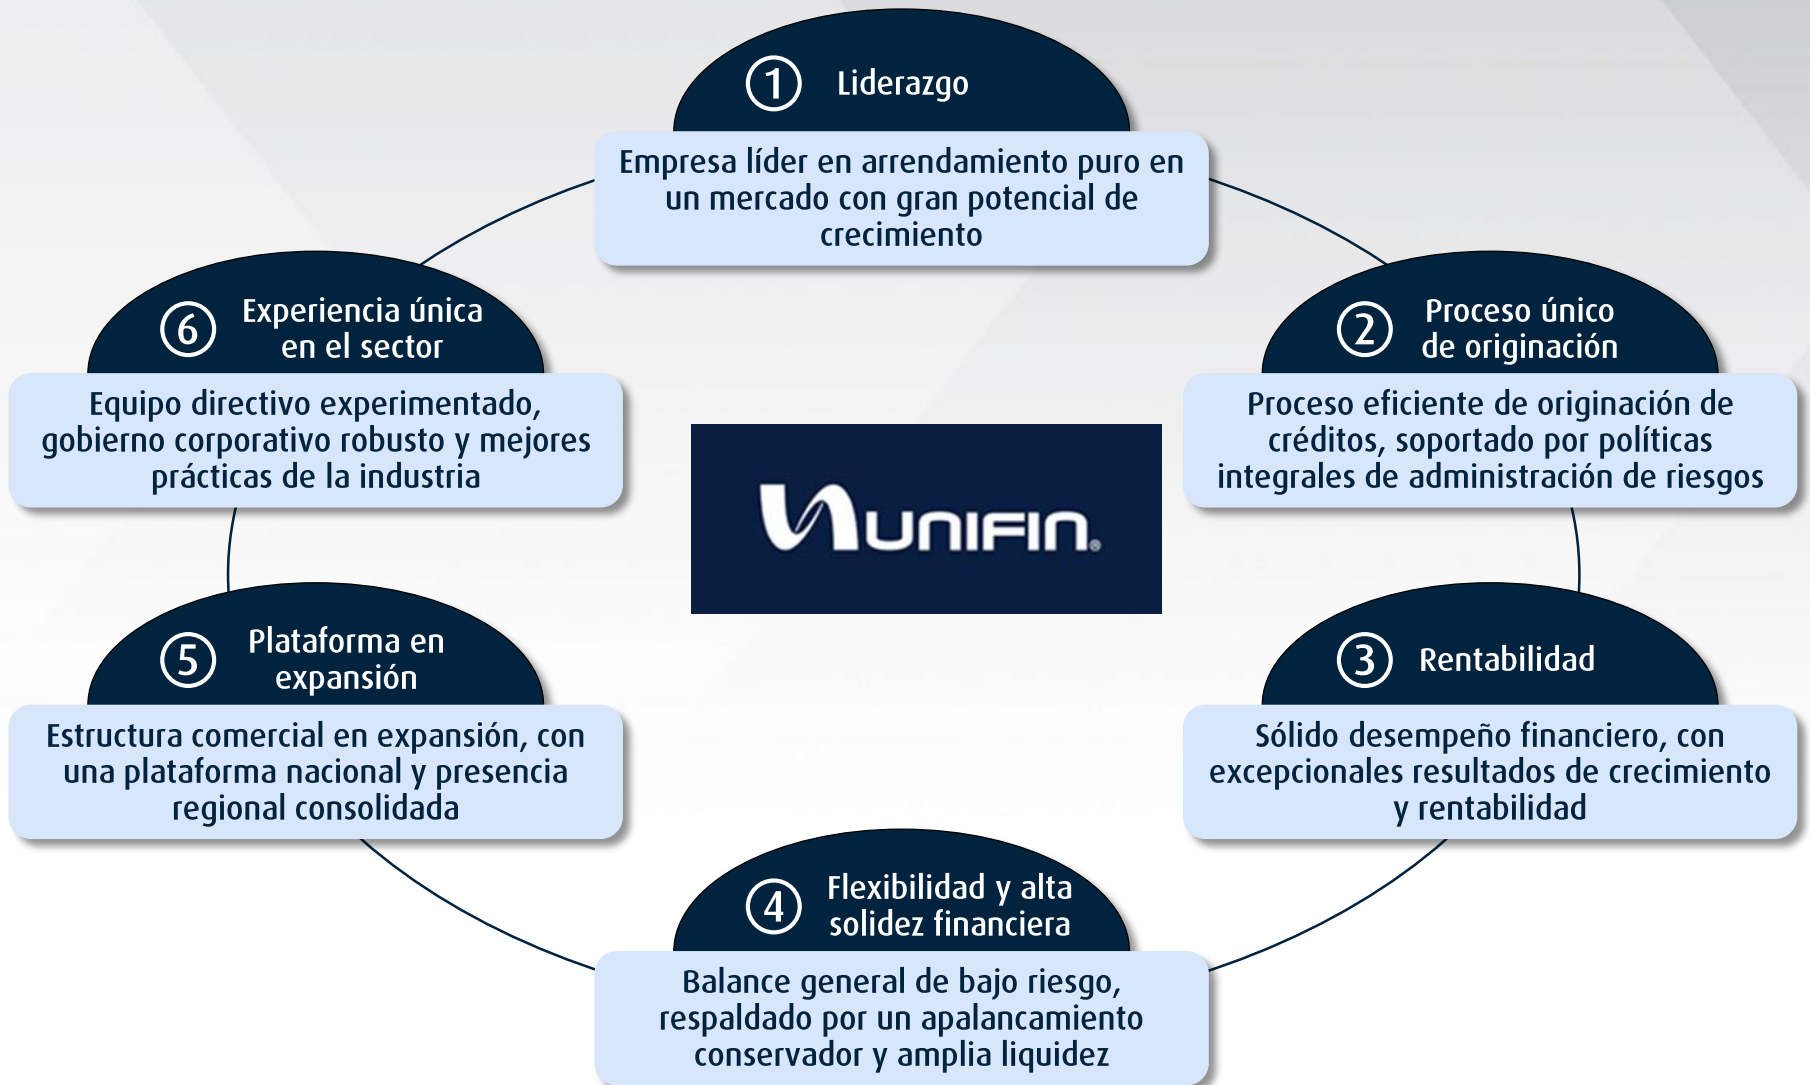 1 Liderazgo
Empresa líder en arrendamiento puro en
un mercado con gran potencial de
crecimiento
2 Proceso único
de originación
Proceso eficiente de originación de
créditos, soportado por políticas
integrales de administración de riesgos
3 Rentabilidad
Sólido desempeño financiero, con
excepcionales resultados de crecimiento
y rentabilidad
4 Flexibilidad y alta
solidez financiera
Balance general de bajo riesgo,
respaldado por un apalancamiento
conservador y amplia liquidez
5 Plataforma en
expansión
Estructura comercial en expansión, con
una plataforma nacional y presencia
regional consolidada
6 Experiencia única
en el sector
Equipo directivo experimentado,
gobierno corporativo robusto y mejores
prácticas de la industria
UNIFIN®